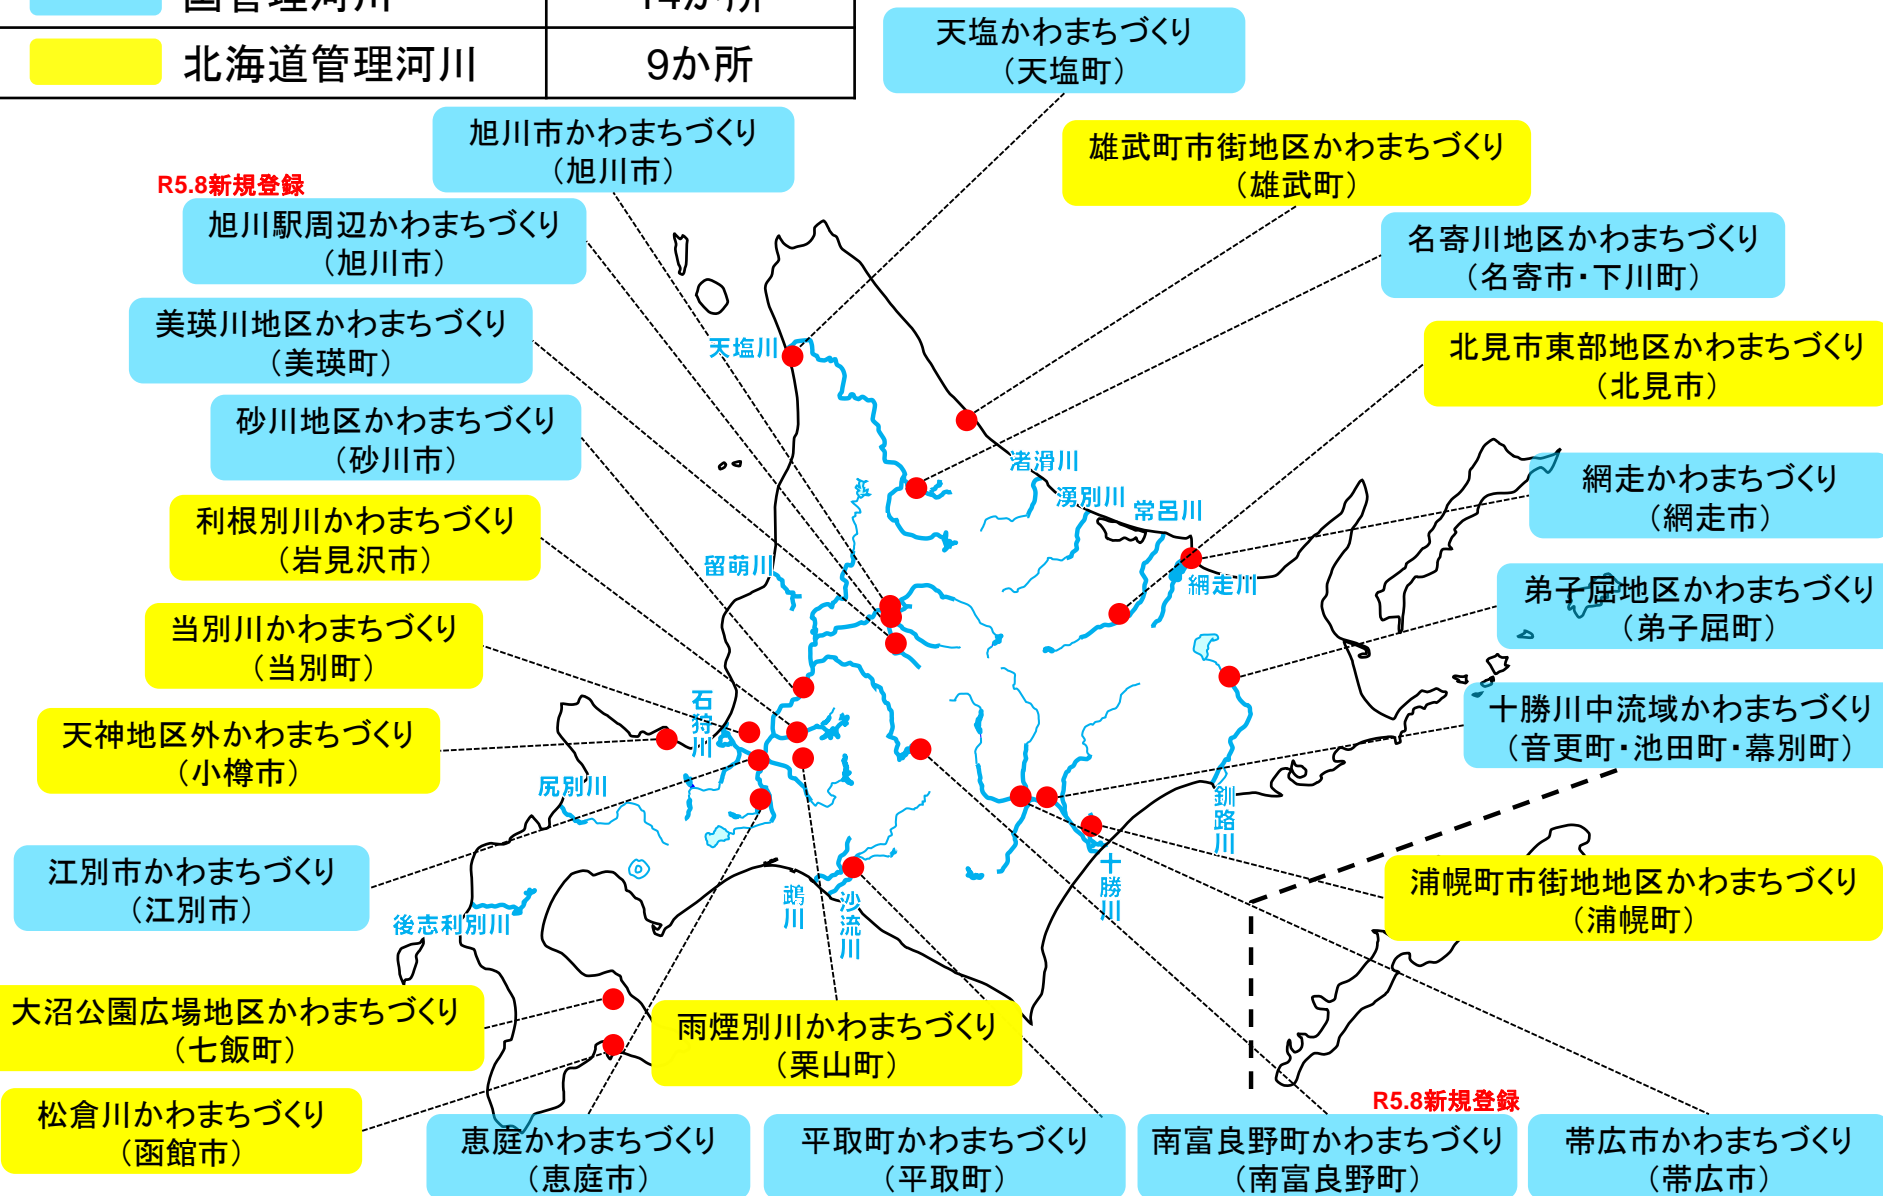 国管理河川 14か所
北海道管理河川 9か所
天塩かわまちづくり
（天塩町）
旭川市かわまちづくり
（旭川市）
雄武町市街地区かわまちづくり
（雄武町）
R5.8新規登録
旭川駅周辺かわまちづくり
（旭川市）
名寄川地区かわまちづくり
（名寄市・下川町）
美瑛川地区かわまちづくり
（美瑛町）
天塩川
北見市東部地区かわまちづくり
（北見市）
砂川地区かわまちづくり
（砂川市）
渚滑川
湧別川
常呂川
網走かわまちづくり
（網走市）
利根別川かわまちづくり
（岩見沢市）
留萌川
網走川
弟子屈地区かわまちづくり
（弟子屈町）
当別川かわまちづくり
（当別町）
石狩川
十勝川中流域かわまちづくり
（音更町・池田町・幕別町）
天神地区外かわまちづくり
（小樽市）
尻別川
釧路川
江別市かわまちづくり
（江別市）
鵡川
沙流川
十勝川
浦幌町市街地地区かわまちづくり
（浦幌町）
後志利別川
大沼公園広場地区かわまちづくり
（七飯町）
雨煙別川かわまちづくり
（栗山町）
松倉川かわまちづくり
（函館市）
恵庭かわまちづくり
（恵庭市）
平取町かわまちづくり
（平取町）
R5.8新規登録
南富良野町かわまちづくり
（南富良野町）
帯広市かわまちづくり
（帯広市）